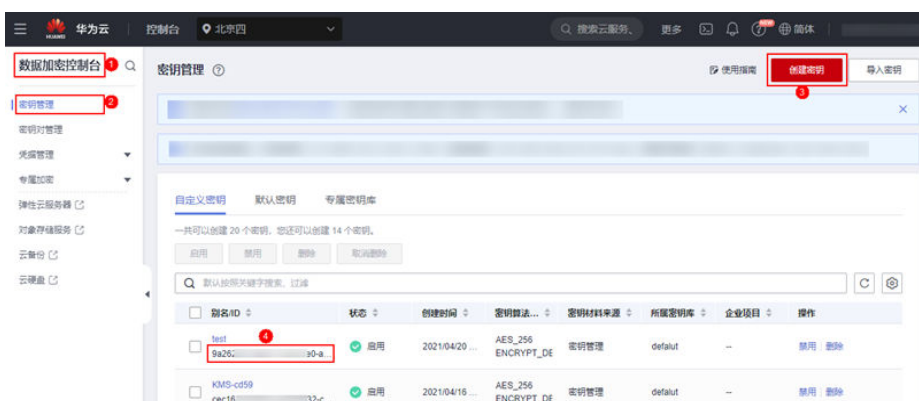 华为云 控制台 北京四 搜索云服务、 更多 简体
HUAWEI
数据加密控制台 1
密钥管理 使用指南 创建密钥 导入密钥
3
密钥管理 2
密钥对管理
凭据管理
专属加密
弹性云服务器
对象存储服务
云备份
云硬盘
自定义密钥 默认密钥 专属密钥库
一共可以创建 20 个密钥，您还可以创建 14 个密钥。
启用 禁用 删除 取消删除
默认按照关键字搜索、过滤
别名/ID 状态 创建时间 密钥算法... 密钥材料来源 所属密钥库 企业项目 操作
test 4
启用 2021/04/20 ... AES_256 密钥管理 defalut -- 禁用 删除
9a262 ENCRYPT_DE
KMS-cd59
启用 2021/04/16 ... AES_256 密钥管理 defalut -- 禁用 删除
ENCRYPT_DE